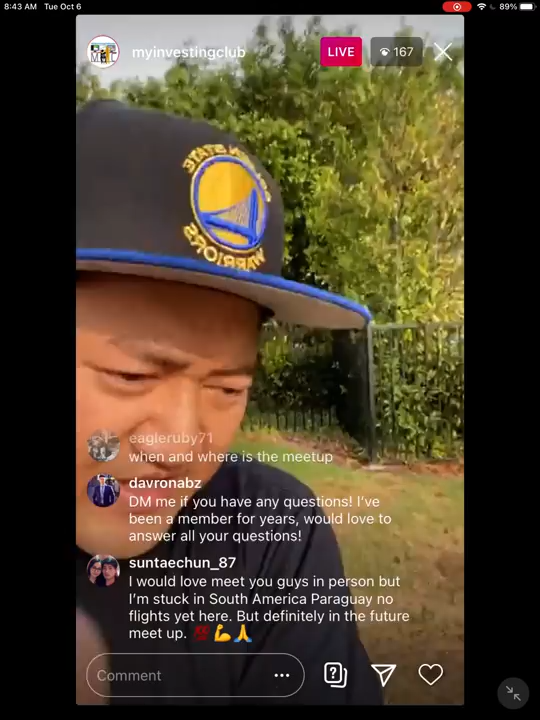 8:43 AM Tue Oct 6
89%
myinvestingclub
LIVE
167
GOLDEN STATE
WARRIORS
eagleruby71
when and where is the meetup
davronabz
DM me if you have any questions! I've
been a member for years, would love to
answer all your questions!
suntaechun_87
I would love meet you guys in person but
I'm stuck in South America Paraguay no
flights yet here. But definitely in the future
meet up. 💯💪🙏
Comment